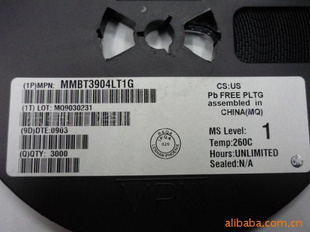 (1P)MPN: MMBT3904LT1G
(1T) LOT: MQ9030231
(9D)DTE:0903
(Q)QTY: 3000
CS:US
Pb FREE PLTG
assembled in
CHINA(MQ)
MS Level: 1
Temp:260C
Hours:UNLIMITED
Sealed:N/A
alibaba.com.cn